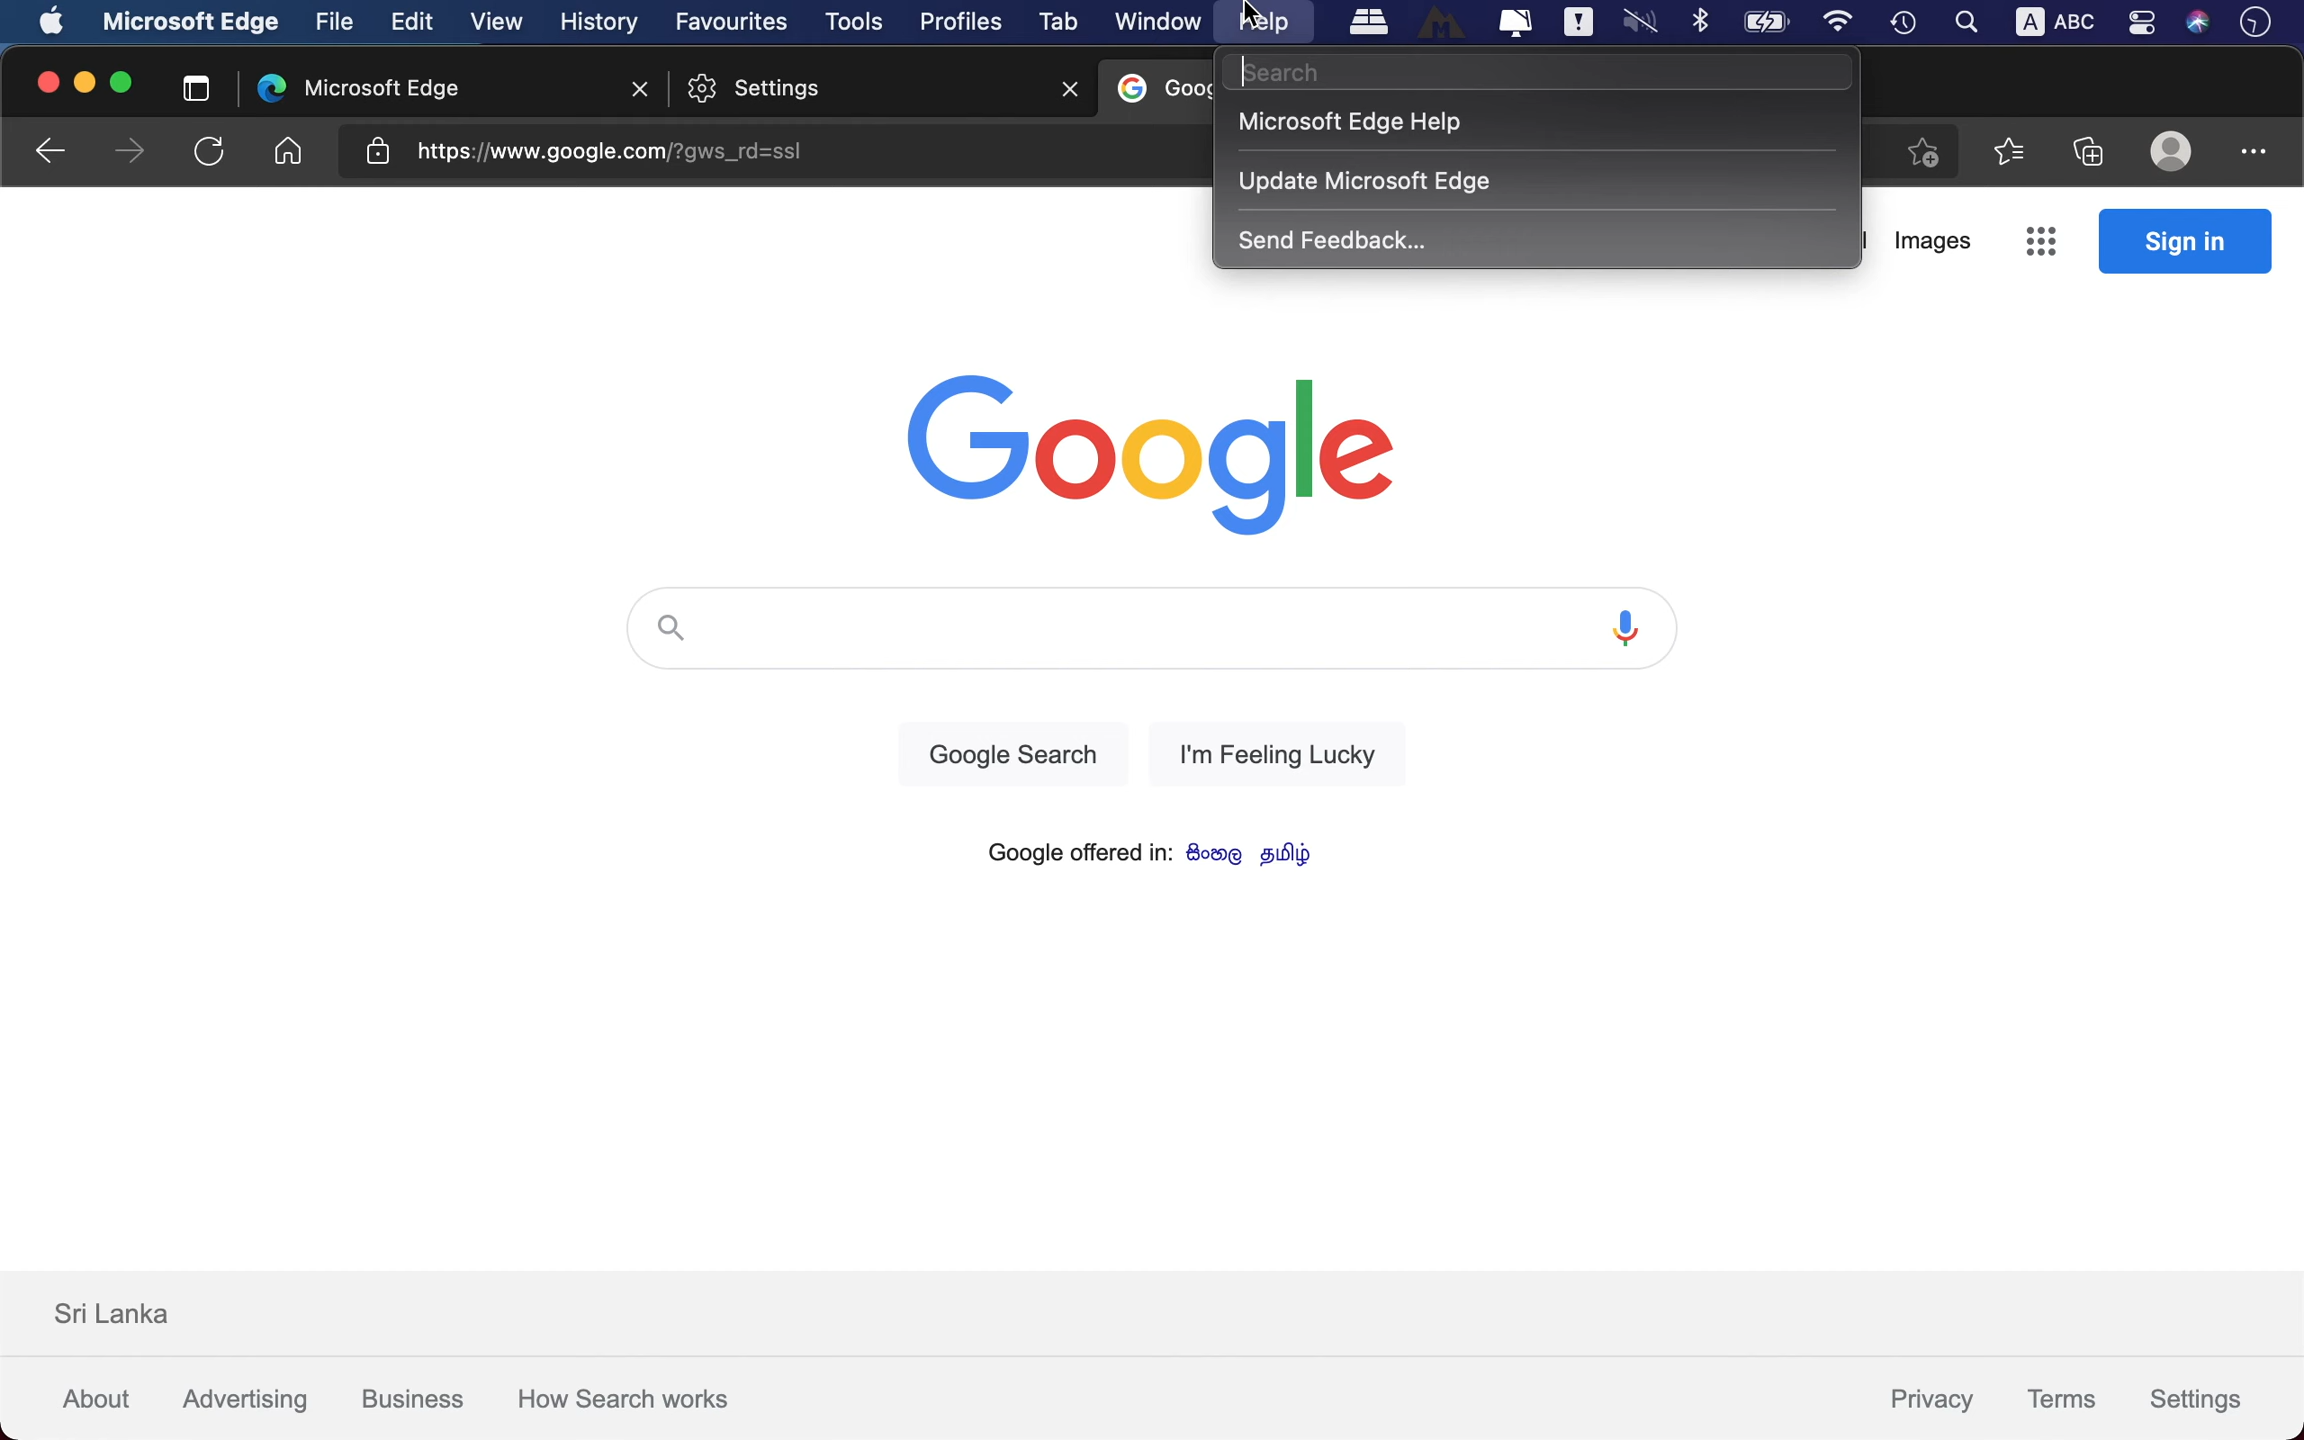 Microsoft Edge File Edit View History Favourites Tools Profiles Tab Window Help A ABC
Microsoft Edge Settings Goog
Search
https://www.google.com/?gws_rd=ssl
Microsoft Edge Help
Update Microsoft Edge
Send Feedback...
l Images Sign in
Google
Google Search I'm Feeling Lucky
Google offered in: සිංහල தமிழ்
Sri Lanka
About Advertising Business How Search works Privacy Terms Settings